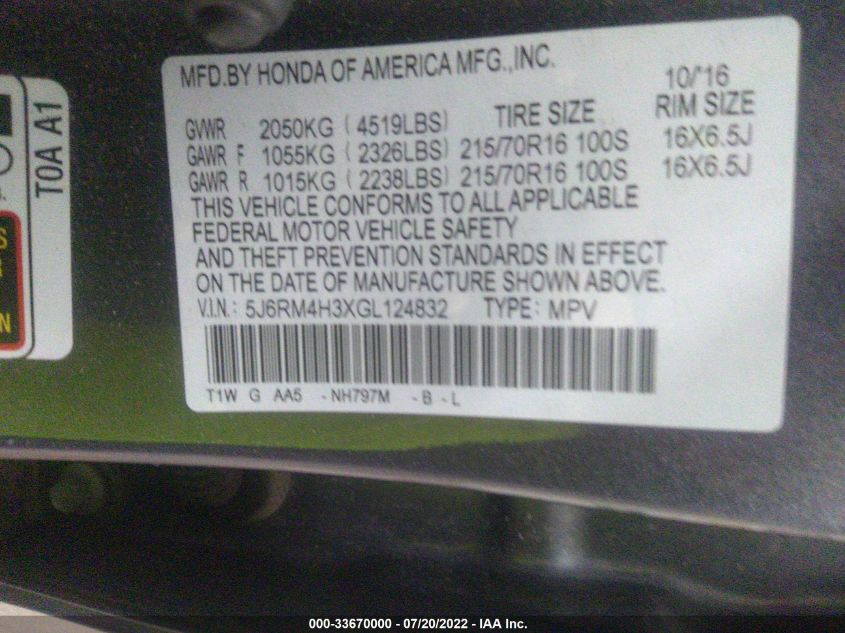 MFD.BY HONDA OF AMERICA MFG.,INC.
10/'16
TIRE SIZE RIM SIZE
GVWR 2050KG ( 4519LBS)
GAWR F 1055KG ( 2326LBS) 215/70R16 100S 16X6.5J
GAWR R 1015KG ( 2238LBS) 215/70R16 100S 16X6.5J
THIS VEHICLE CONFORMS TO ALL APPLICABLE
FEDERAL MOTOR VEHICLE SAFETY
AND THEFT PREVENTION STANDARDS IN EFFECT
ON THE DATE OF MANUFACTURE SHOWN ABOVE.
V.I.N.: 5J6RM4H3XGL124832 TYPE: MPV
T1W G AA5 -NH797M -B -L
T0A A1
S
N
000-33670000 - 07/20/2022 - IAA Inc.